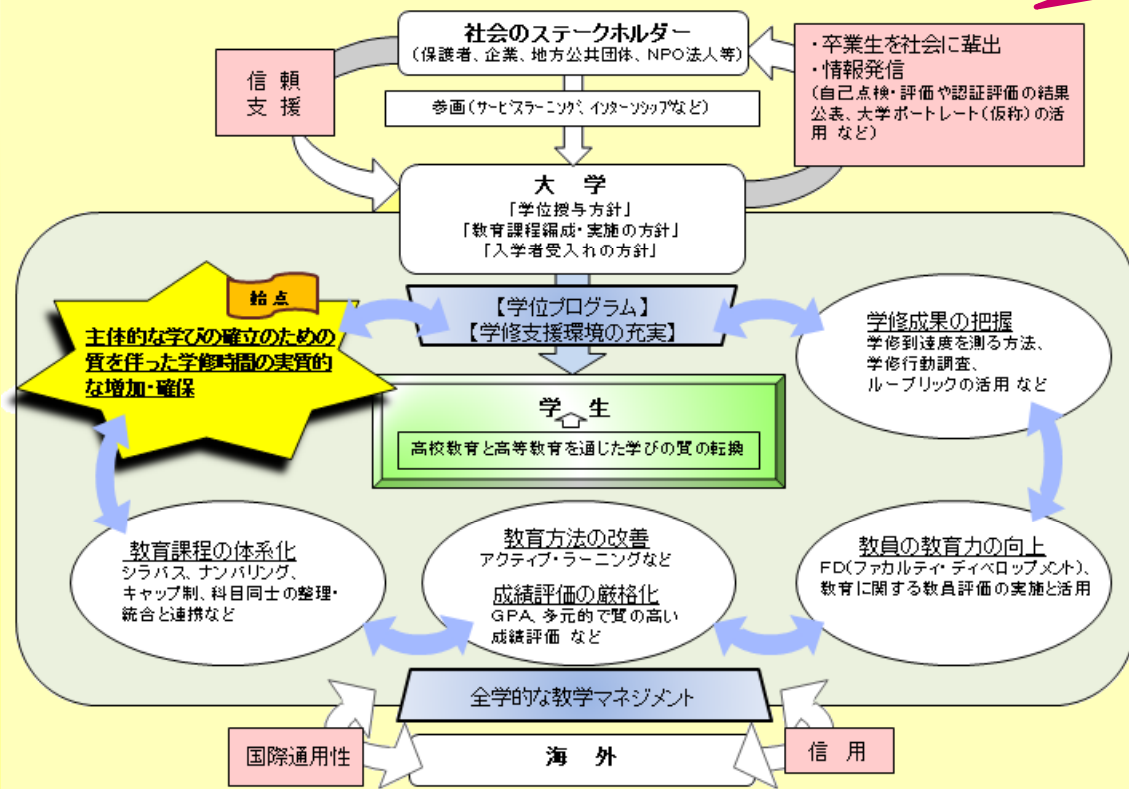 社会のステークホルダー
(保護者、企業、地方公共団体、NPO法人等)
信 頼
支 援
・卒業生を社会に輩出
・情報発信
(自己点検・評価や認証評価の結果
公表、大学ポートレート(仮称)の活
用 など)
参画(サービスラーニング、インターンシップなど)
大 学
「学位授与方針」
「教育課程編成・実施の方針」
「入学者受入れの方針」
始点
主体的な学びの確立のための
質を伴った学修時間の実質的
な増加・確保
【学位プログラム】
【学修支援環境の充実】
学修成果の把握
学修到達度を測る方法、
学修行動調査、
ルーブリックの活用 など
学 生
高校教育と高等教育を通じた学びの質の転換
教育課程の体系化
シラバス、ナンバリング、
キャップ制、科目同士の整理・
統合と連携など
教育方法の改善
アクティブ・ラーニングなど
成績評価の厳格化
GPA、多元的で質の高い
成績評価 など
教員の教育力の向上
FD(ファカルティ・ディベロップメント)、
教育に関する教員評価の実施と活用
全学的な教学マネジメント
国際通用性
海 外
信 用